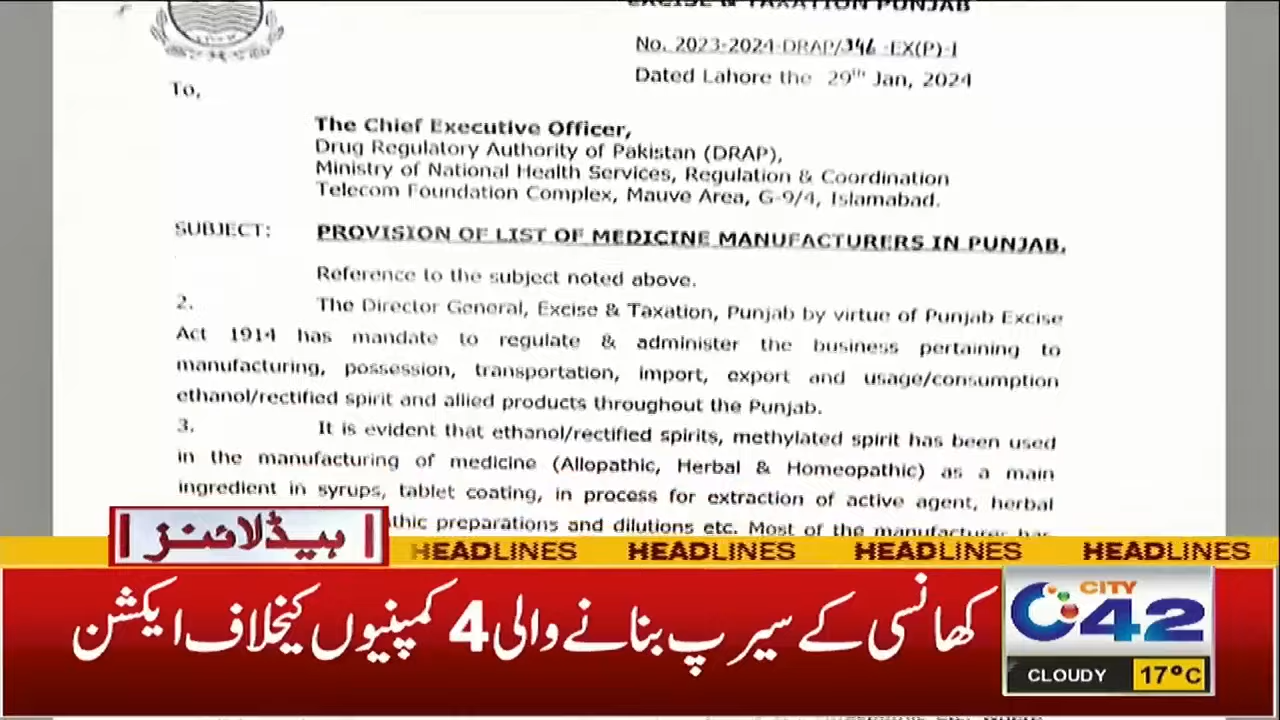 EXCISE & TAXATION PUNJAB
No. 2023-2024-DRAP/346-EX(P)-I
Dated Lahore the 29th Jan, 2024
To,
The Chief Executive Officer,
Drug Regulatory Authority of Pakistan (DRAP),
Ministry of National Health Services, Regulation & Coordination
Telecom Foundation Complex, Mauve Area, G-9/4, Islamabad.
SUBJECT: PROVISION OF LIST OF MEDICINE MANUFACTURERS IN PUNJAB.
Reference to the subject noted above.
2. The Director General, Excise & Taxation, Punjab by virtue of Punjab Excise
Act 1914 has mandate to regulate & administer the business pertaining to
manufacturing, possession, transportation, import, export and usage/consumption
ethanol/rectified spirit and allied products throughout the Punjab.
3. It is evident that ethanol/rectified spirits, methylated spirit has been used
in the manufacturing of medicine (Allopathic, Herbal & Homeopathic) as a main
ingredient in syrups, tablet coating, in process for extraction of active agent, herbal
preparations and dilutions etc. Most of the manufacturer has
ہیڈلائنز
HEADLINES HEADLINES HEADLINES HEADLINES
کھانسی کے سیرپ بنانے والی 4 کمپنیوں کیخلاف ایکشن
CITY
42
CLOUDY 17°C